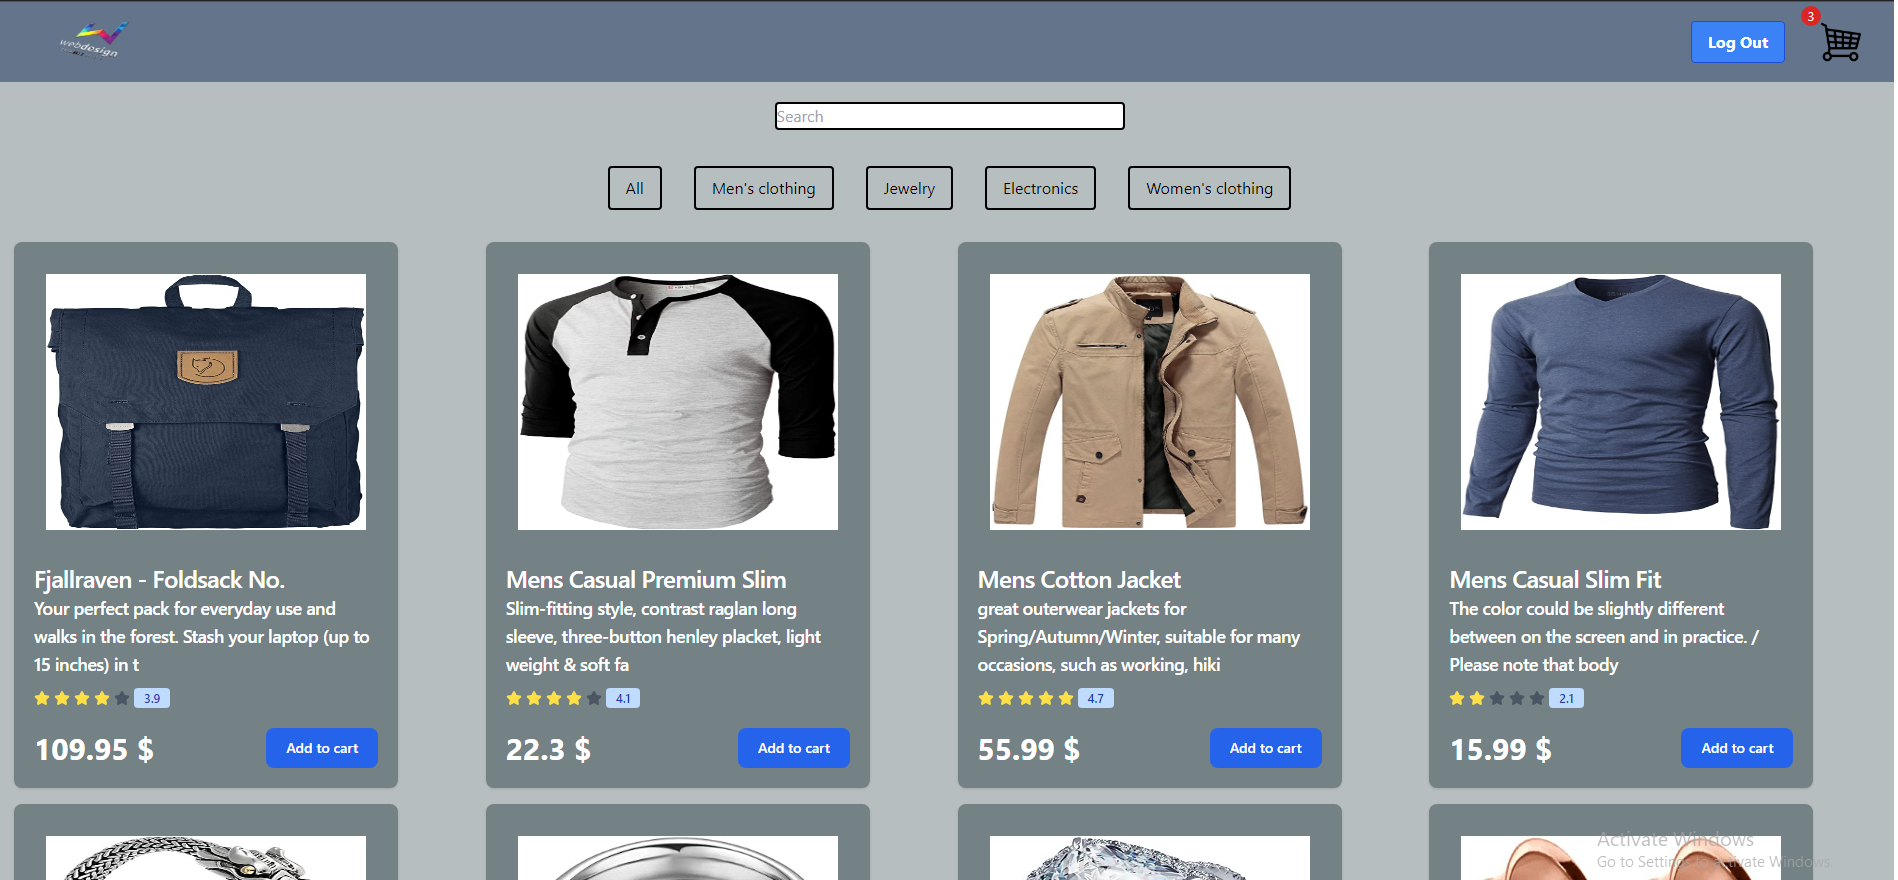 webdesign
Log Out
3
Search
All
Men's clothing
Jewelry
Electronics
Women's clothing
Fjallraven - Foldsack No.
Your perfect pack for everyday use and
walks in the forest. Stash your laptop (up to
15 inches) in t
3.9
109.95 $
Add to cart
Mens Casual Premium Slim
Slim-fitting style, contrast raglan long
sleeve, three-button henley placket, light
weight & soft fa
4.1
22.3 $
Add to cart
Mens Cotton Jacket
great outerwear jackets for
Spring/Autumn/Winter, suitable for many
occasions, such as working, hiki
4.7
55.99 $
Add to cart
Mens Casual Slim Fit
The color could be slightly different
between on the screen and in practice. /
Please note that body
2.1
15.99 $
Add to cart
Activate Windows
Go to Settings to activate Windows.